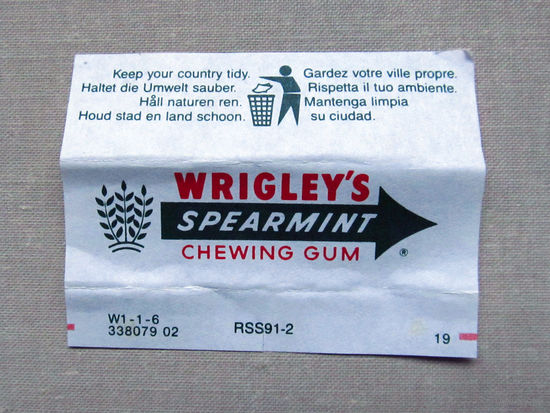 Keep your country tidy.
Haltet die Umwelt sauber.
Håll naturen ren.
Houd stad en land schoon.
Gardez votre ville propre.
Rispetta il tuo ambiente.
Mantenga limpia
su ciudad.
WRIGLEY'S
SPEARMINT
CHEWING GUM
®
W1-1-6
338079 02
RSS91-2
19